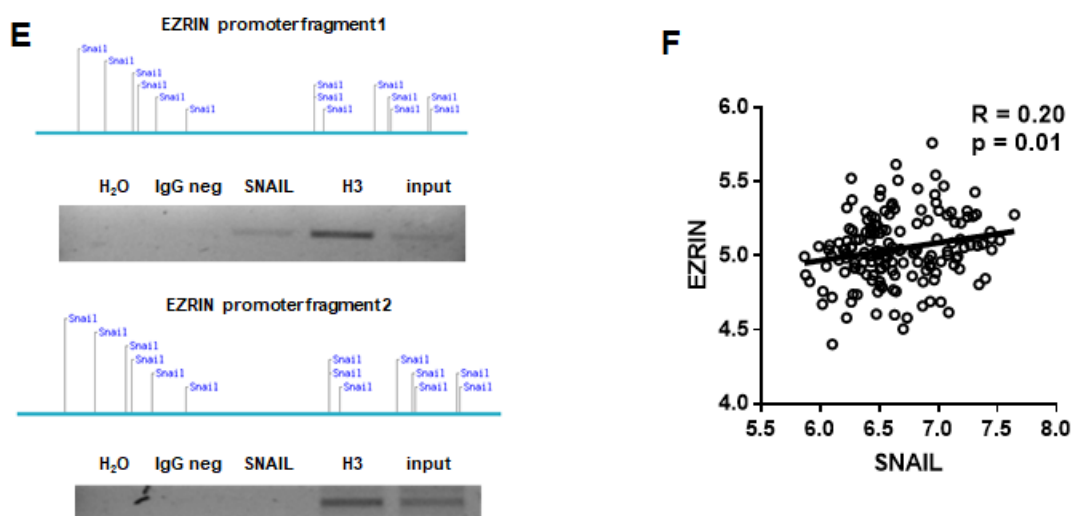 E
EZRIN promoterfragment1
Snail
Snail
Snail
Snail
Snail
Snail
Snail
Snail
Snail
Snail
Snail
Snail
Snail
Snail
H₂O IgG neg SNAIL H3 input
EZRIN promoterfragment2
Snail
Snail
Snail
Snail
Snail
Snail
Snail
Snail
Snail
Snail
Snail
Snail
Snail
Snail
H₂O IgG neg SNAIL H3 input
F
R = 0.20
p = 0.01
EZRIN
6.0
5.5
5.0
4.5
4.0
5.5 6.0 6.5 7.0 7.5 8.0
SNAIL